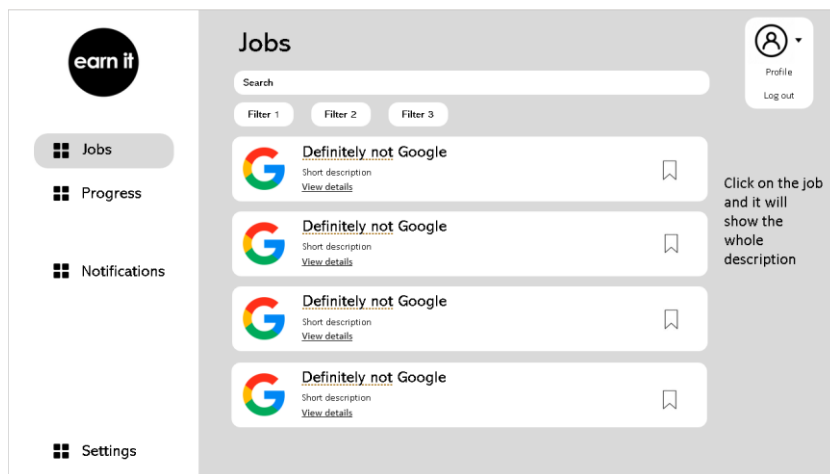 earn it
Jobs
Progress
Notifications
Settings
Jobs
Search
Filter 1
Filter 2
Filter 3
Definitely not Google
Short description
View details
Definitely not Google
Short description
View details
Definitely not Google
Short description
View details
Definitely not Google
Short description
View details
Profile
Log out
Click on the job
and it will
show the
whole
description